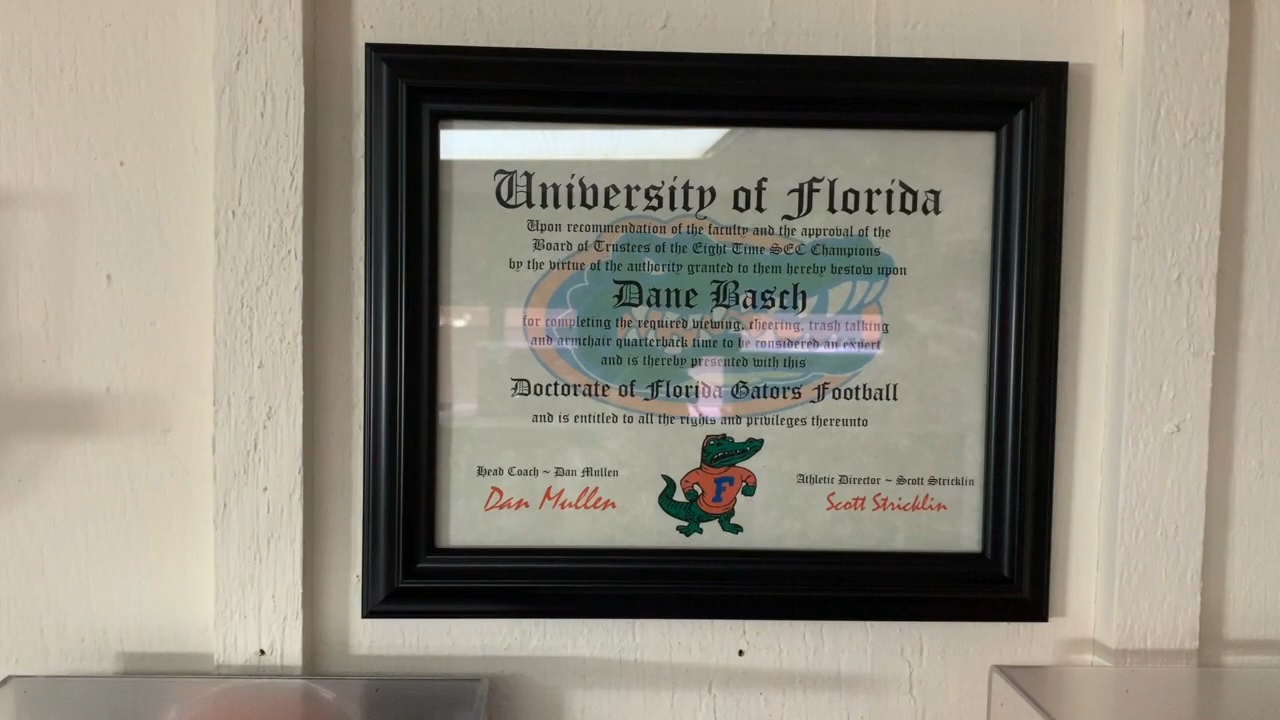 University of Florida
Upon recommendation of the faculty and the approval of the
Board of Trustees of the Eight Time SEC Champions
by the virtue of the authority granted to them hereby bestow upon
Dane Basch
for completing the required viewing, cheering, trash talking
and armchair quarterback time to be considered an expert
and is thereby presented with this
Doctorate of Florida Gators Football
and is entitled to all the rights and privileges thereunto
Head Coach ~ Dan Mullen
Dan Mullen
F
Athletic Director ~ Scott Stricklin
Scott Stricklin